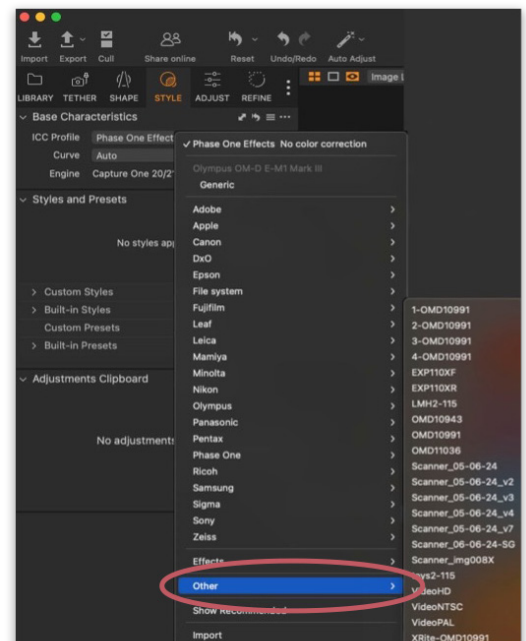 Import Export Cull Share online Reset Undo/Redo Auto Adjust
LIBRARY TETHER SHAPE STYLE ADJUST REFINE
Image
Base Characteristics
ICC Profile Phase One Effect
Curve Auto
Engine Capture One 20/2
Styles and Presets
No styles
Custom Styles
Built-in Styles
Custom Presets
Built-in Presets
Adjustments Clipboard
No adjustments
Phase One Effects No color correction
Olympus OM-D E-M1 Mark III
Generic
Adobe
Apple
Canon
DxO
Epson
File system
Fujifilm
Leaf
Leica
Mamiya
Minolta
Nikon
Olympus
Panasonic
Pentax
Phase One
Ricoh
Samsung
Sigma
Sony
Zeiss
Effects
Other
Show Recommended
Import
1-OMD10991
2-OMD10991
3-OMD10991
4-OMD10991
EXP110XF
EXP110XR
LMH2-115
OMD10943
OMD10991
OMD11036
Scanner_05-06-24
Scanner_05-06-24_v2
Scanner_05-06-24_v3
Scanner_05-06-24_v4
Scanner_05-06-24_v7
Scanner_06-06-24-SG
Scanner_img008X
VideoHD
VideoNTSC
VideoPAL
XRite-OMD10991